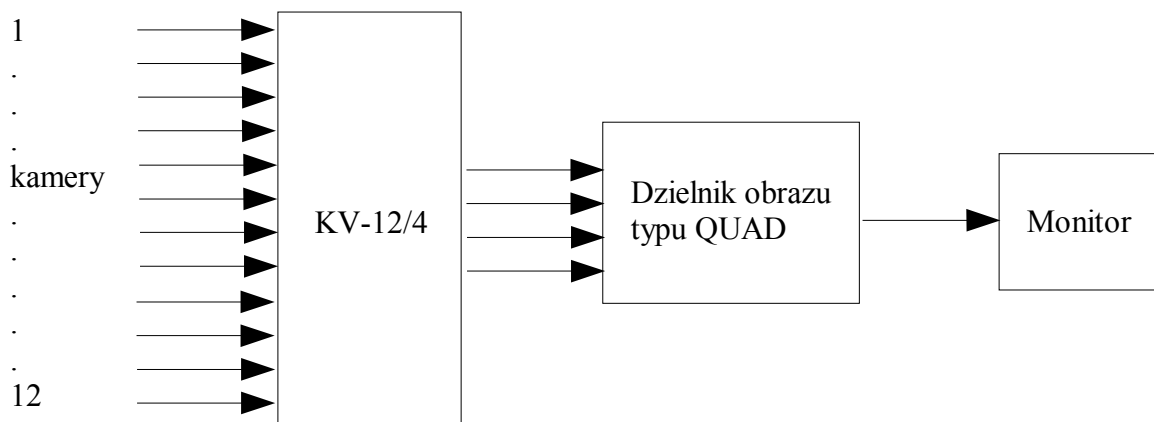 1
.
.
.
kamery
.
.
.
.
.
12
KV-12/4
Dzielnik obrazu
typu QUAD
Monitor